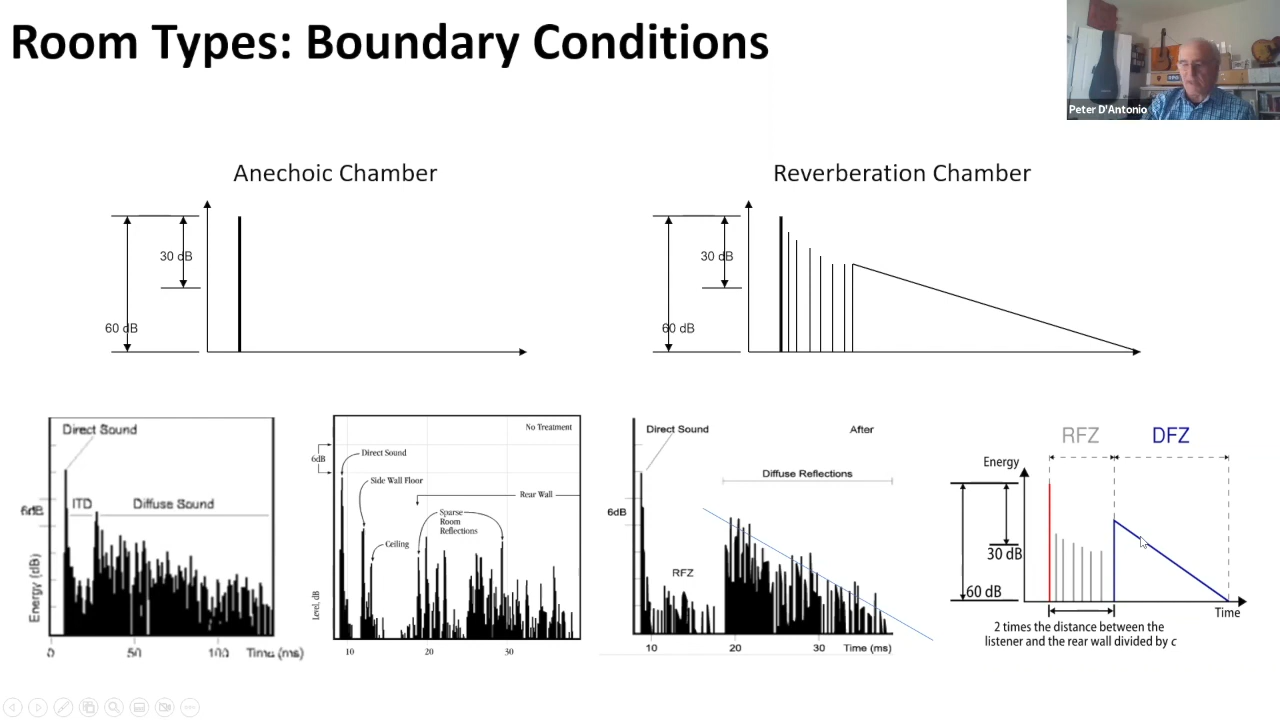 Room Types: Boundary Conditions
Peter D'Antonio
Anechoic Chamber
30 dB
60 dB
Reverberation Chamber
30 dB
60 dB
Direct Sound
ITD
Diffuse Sound
6dB
Energy (dB)
0
50
100
Time (ms)
No Treatment
6dB
Direct Sound
Side Wall Floor
Rear Wall
Sparse
Room
Reflections
Ceiling
Level, dB
10
20
30
Direct Sound
After
Diffuse Reflections
6dB
RFZ
10
20
30
Time (ms)
RFZ
DFZ
Energy
30 dB
60 dB
Time
2 times the distance between the
listener and the rear wall divided by c